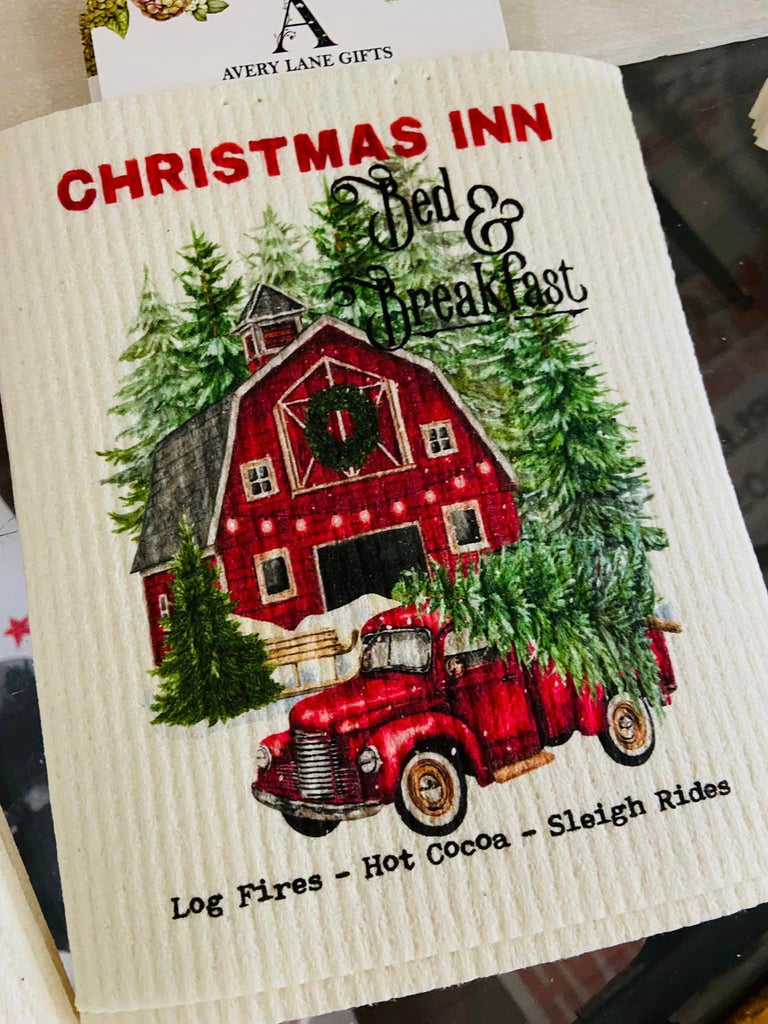 A
AVERY LANE GIFTS
CHRISTMAS INN
Bed &
Breakfast
Log Fires - Hot Cocoa - Sleigh Rides